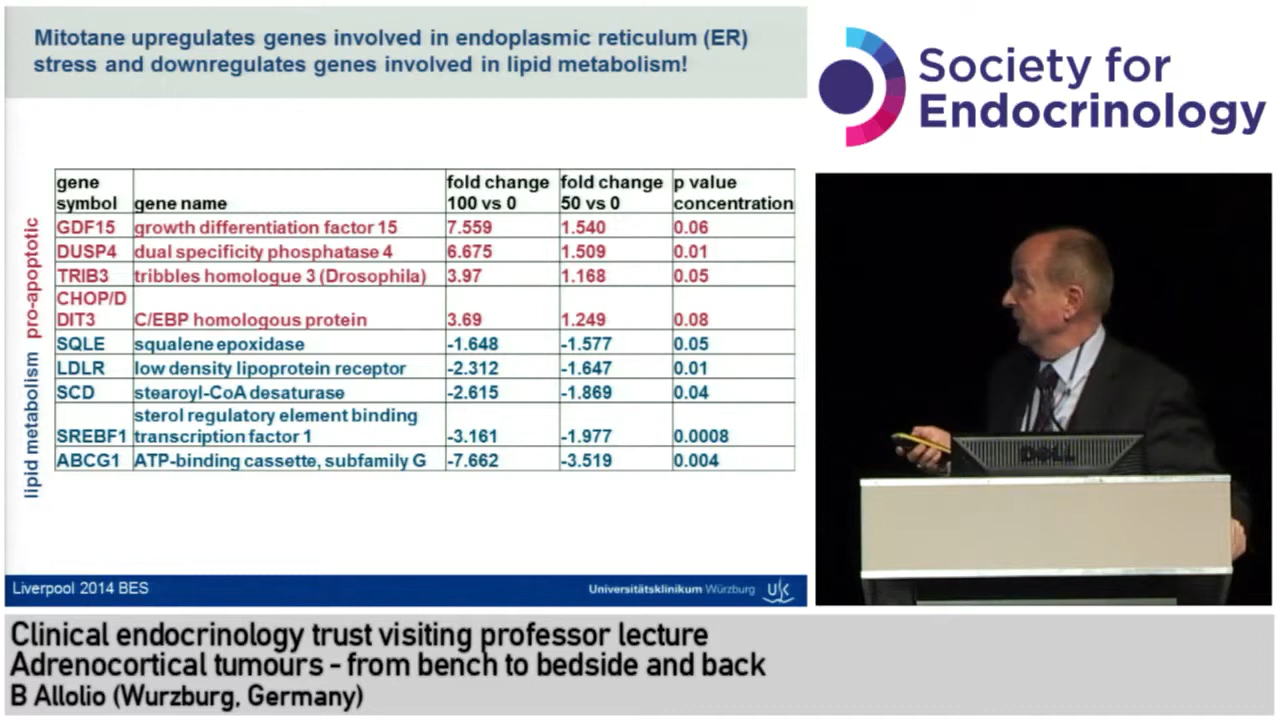 Mitotane upregulates genes involved in endoplasmic reticulum (ER)
stress and downregulates genes involved in lipid metabolism!
Society for
Endocrinology
gene symbol gene name fold change 100 vs 0 fold change 50 vs 0 p value concentration
pro-apoptotic
GDF15 growth differentiation factor 15 7.559 1.540 0.06
DUSP4 dual specificity phosphatase 4 6.675 1.509 0.01
TRIB3 tribbles homologue 3 (Drosophila) 3.97 1.168 0.05
CHOP/D
DIT3 C/EBP homologous protein 3.69 1.249 0.08
lipid metabolism
SQLE squalene epoxidase -1.648 -1.577 0.05
LDLR low density lipoprotein receptor -2.312 -1.647 0.01
SCD stearoyl-CoA desaturase -2.615 -1.869 0.04
sterol regulatory element binding
SREBF1 transcription factor 1 -3.161 -1.977 0.0008
ABCG1 ATP-binding cassette, subfamily G -7.662 -3.519 0.004
DELL
Liverpool 2014 BES
Universitätsklinikum Würzburg UK
Clinical endocrinology trust visiting professor lecture
Adrenocortical tumours - from bench to bedside and back
B Allolio (Wurzburg, Germany)